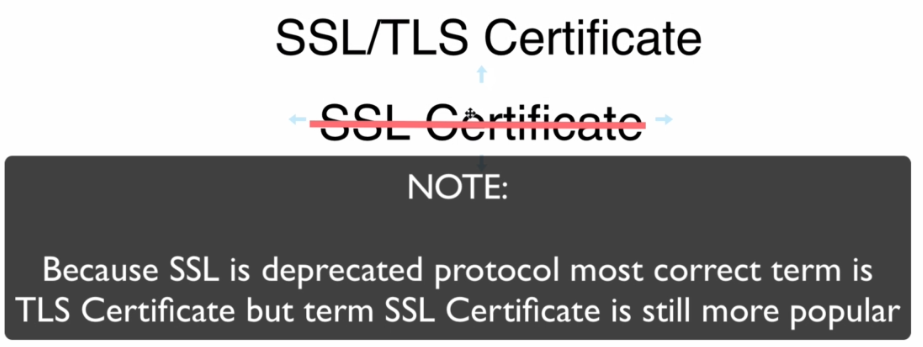 SSL/TLS Certificate
SSL Certificate
NOTE:
Because SSL is deprecated protocol most correct term is
TLS Certificate but term SSL Certificate is still more popular